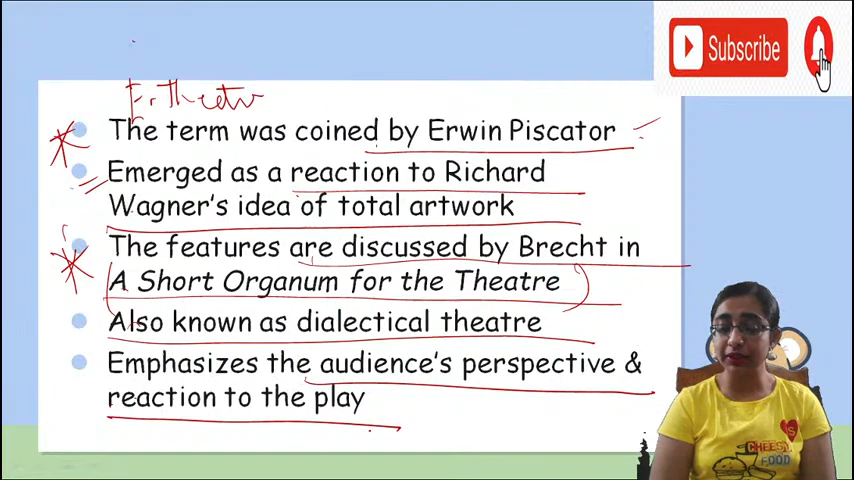 Subscribe
The term was coined by Erwin Piscator
Emerged as a reaction to Richard
Wagner's idea of total artwork
The features are discussed by Brecht in
A Short Organum for the Theatre
Also known as dialectical theatre
Emphasizes the audience's perspective &
reaction to the play
CHEESY
FOOD
S